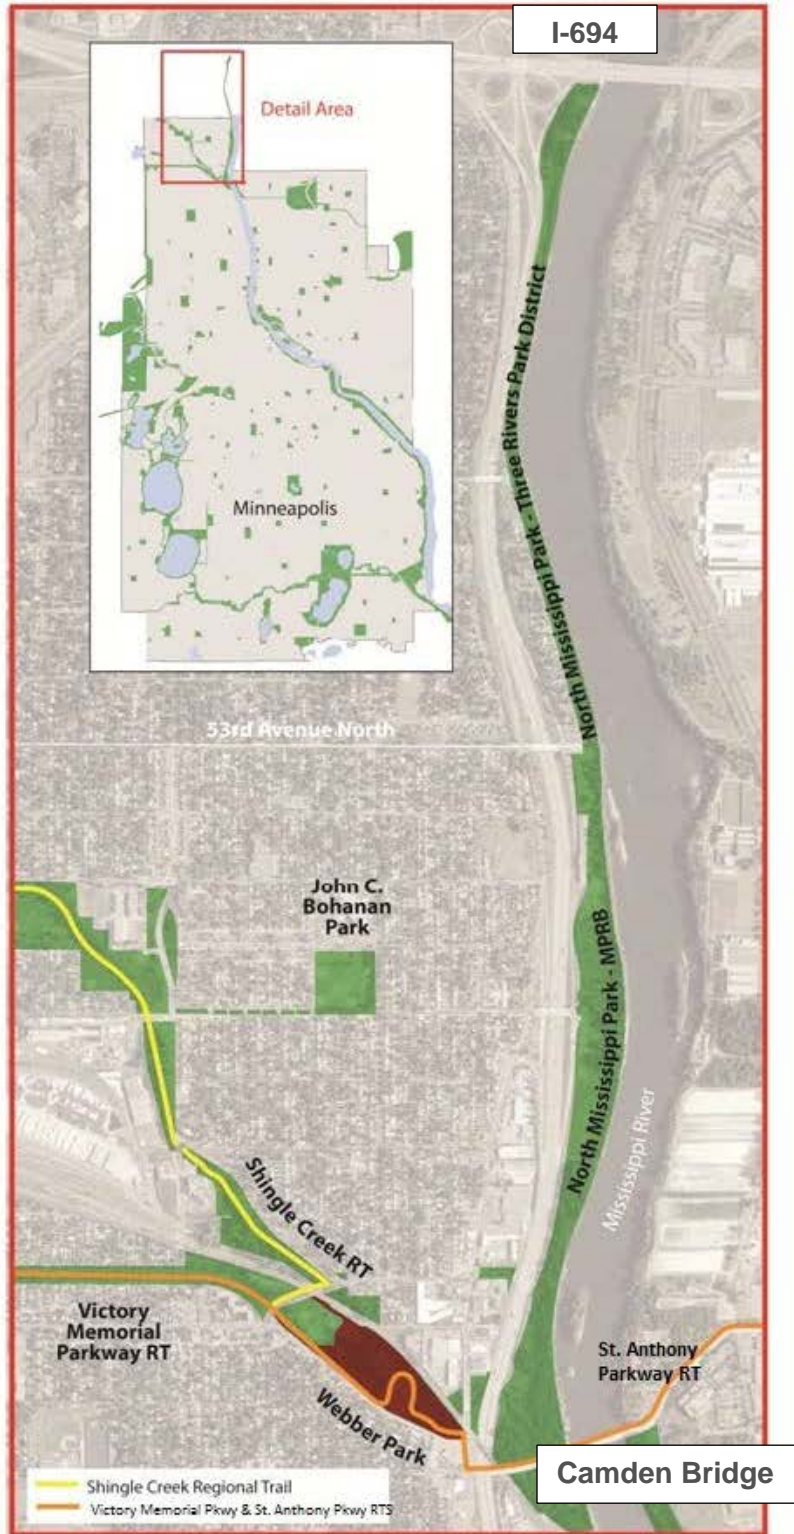 I-694
Detail Area
Minneapolis
North Mississippi Park - Three Rivers Park District
53rd Avenue North
John C.
Bohanan
Park
North Mississippi Park - MPRB
Mississippi River
Shingle Creek RT
Victory
Memorial
Parkway RT
St. Anthony
Parkway RT
Webber Park
Camden Bridge
Shingle Creek Regional Trail
Victory Memorial Pkwy & St. Anthony Pkwy RTS